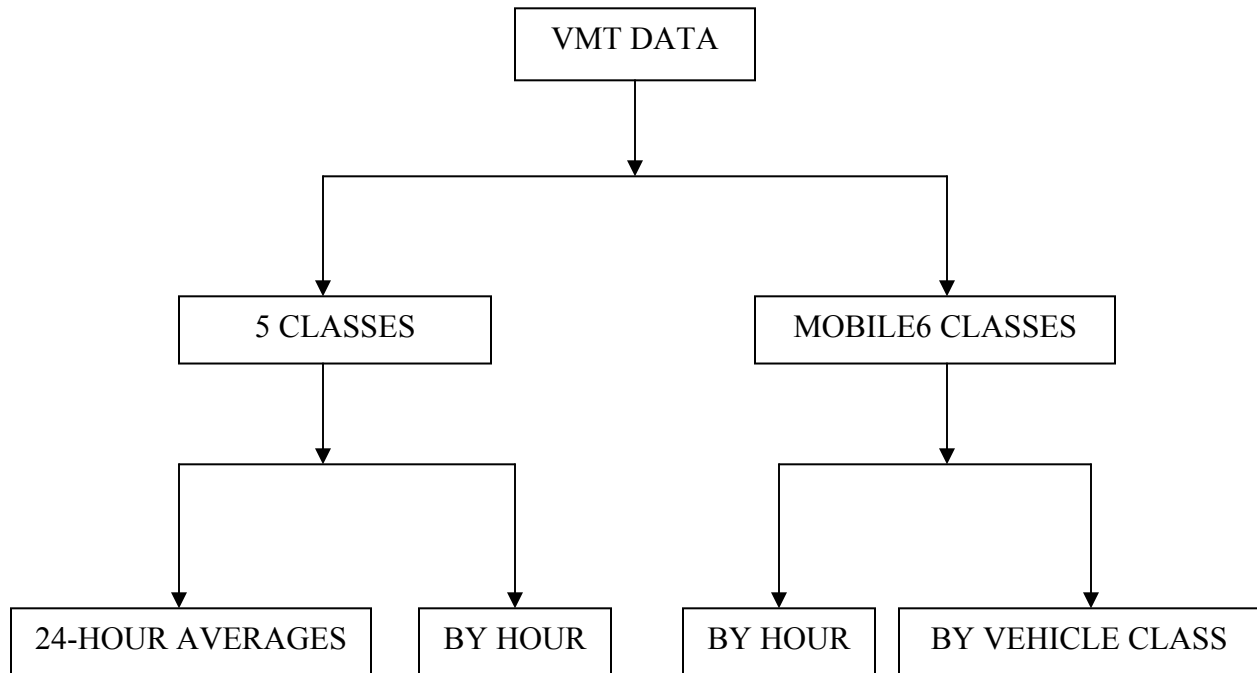 VMT DATA
5 CLASSES
MOBILE6 CLASSES
24-HOUR AVERAGES
BY HOUR
BY HOUR
BY VEHICLE CLASS